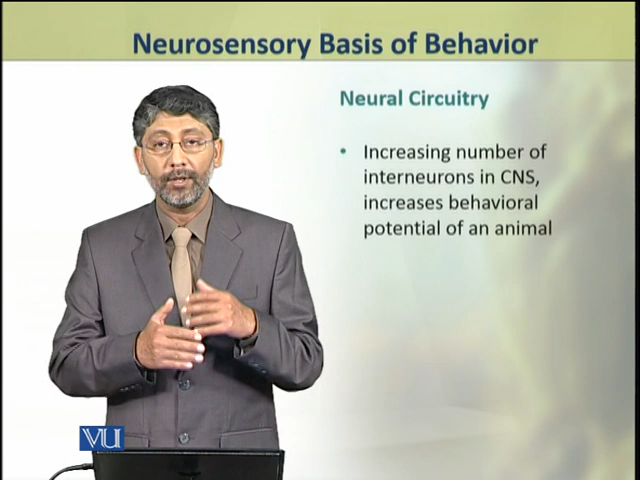 Neurosensory Basis of Behavior
Neural Circuitry
• Increasing number of
interneurons in CNS,
increases behavioral
potential of an animal
VU